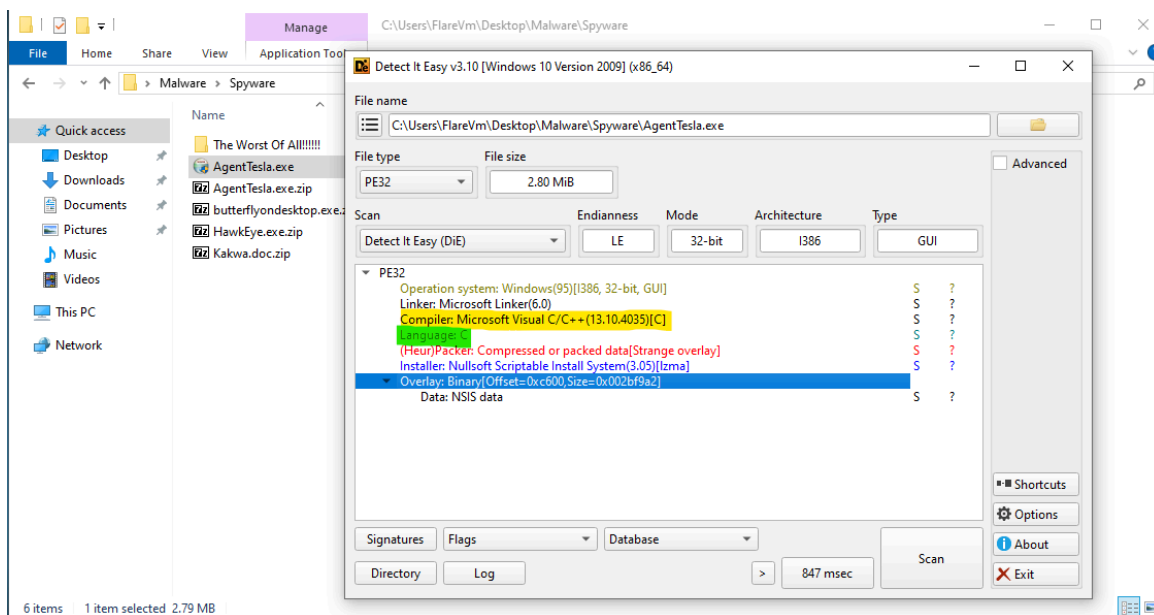 Manage
C:\Users\FlareVm\Desktop\Malware\Spyware
File Home Share View Application Tool
Malware > Spyware
Quick access
Desktop
Downloads
Documents
Pictures
Music
Videos
This PC
Network
Name
The Worst Of All!!!!!!
AgentTesla.exe
AgentTesla.exe.zip
butterflyondesktop.exe.z
HawkEye.exe.zip
Kakwa.doc.zip
6 items 1 item selected 2.79 MB
Detect It Easy v3.10 [Windows 10 Version 2009] (x86_64)
File name
C:\Users\FlareVm\Desktop\Malware\Spyware\AgentTesla.exe
File type File size
PE32 2.80 MiB
Advanced
Scan Endianness Mode Architecture Type
Detect It Easy (DiE) LE 32-bit I386 GUI
PE32
Operation system: Windows(95)[I386, 32-bit, GUI] S ?
Linker: Microsoft Linker(6.0) S ?
Compiler: Microsoft Visual C/C++(13.10.4035)[C] S ?
Language: C S ?
(Heur)Packer: Compressed or packed data[Strange overlay] S ?
Installer: Nullsoft Scriptable Install System(3.05)[lzma] S ?
Overlay: Binary[Offset=0xc600,Size=0x002bf9a2]
Data: NSIS data S ?
Shortcuts
Options
About
Exit
Signatures Flags Database
Scan
Directory Log > 847 msec